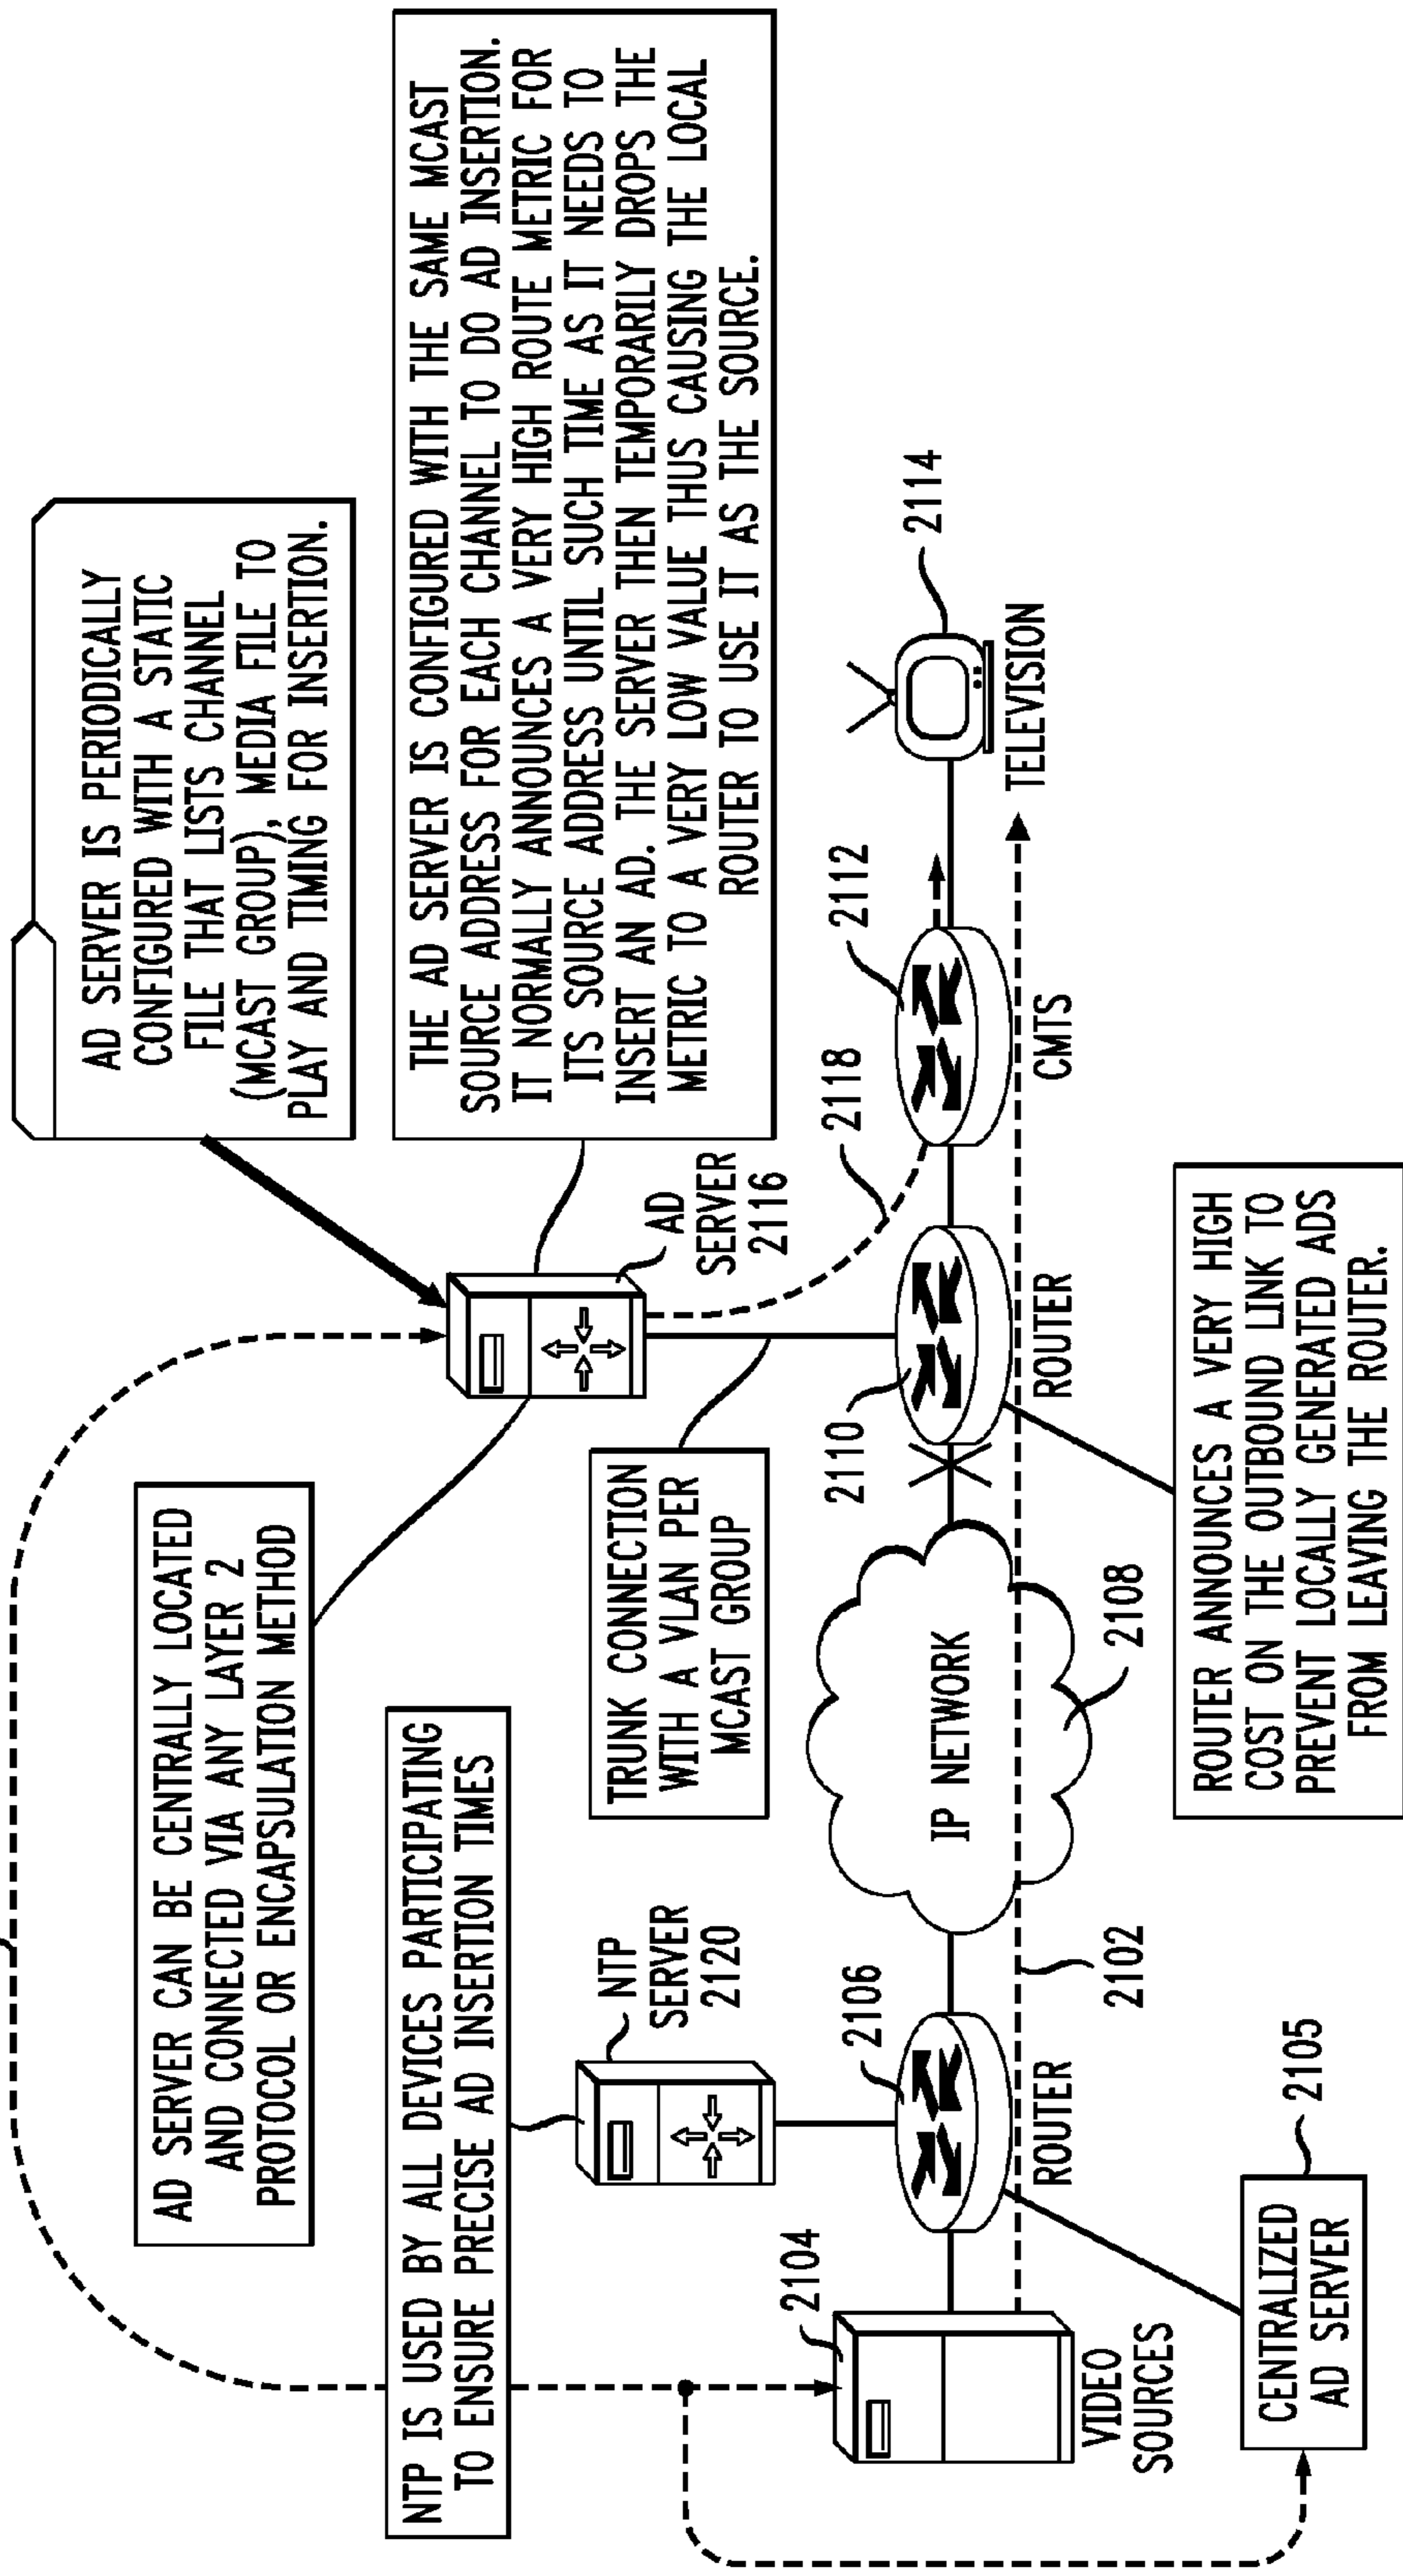 AD SERVER IS PERIODICALLY
CONFIGURED WITH A STATIC
FILE THAT LISTS CHANNEL
(MCAST GROUP), MEDIA FILE TO
PLAY AND TIMING FOR INSERTION.
AD SERVER CAN BE CENTRALLY LOCATED
AND CONNECTED VIA ANY LAYER 2
PROTOCOL OR ENCAPSULATION METHOD
THE AD SERVER IS CONFIGURED WITH THE SAME MCAST
SOURCE ADDRESS FOR EACH CHANNEL TO DO AD INSERTION.
IT NORMALLY ANNOUNCES A VERY HIGH ROUTE METRIC FOR
ITS SOURCE ADDRESS UNTIL SUCH TIME AS IT NEEDS TO
INSERT AN AD. THE SERVER THEN TEMPORARILY DROPS THE
METRIC TO A VERY LOW VALUE THUS CAUSING THE LOCAL
ROUTER TO USE IT AS THE SOURCE.
NTP IS USED BY ALL DEVICES PARTICIPATING
TO ENSURE PRECISE AD INSERTION TIMES
NTP
SERVER
2120
TRUNK CONNECTION
WITH A VLAN PER
MCAST GROUP
AD
SERVER
2116
2104
2106
2110
2118
2112
2114
IP NETWORK
VIDEO
SOURCES
ROUTER
ROUTER
CMTS
TELEVISION
2102
2108
CENTRALIZED
AD SERVER
2105
ROUTER ANNOUNCES A VERY HIGH
COST ON THE OUTBOUND LINK TO
PREVENT LOCALLY GENERATED ADS
FROM LEAVING THE ROUTER.